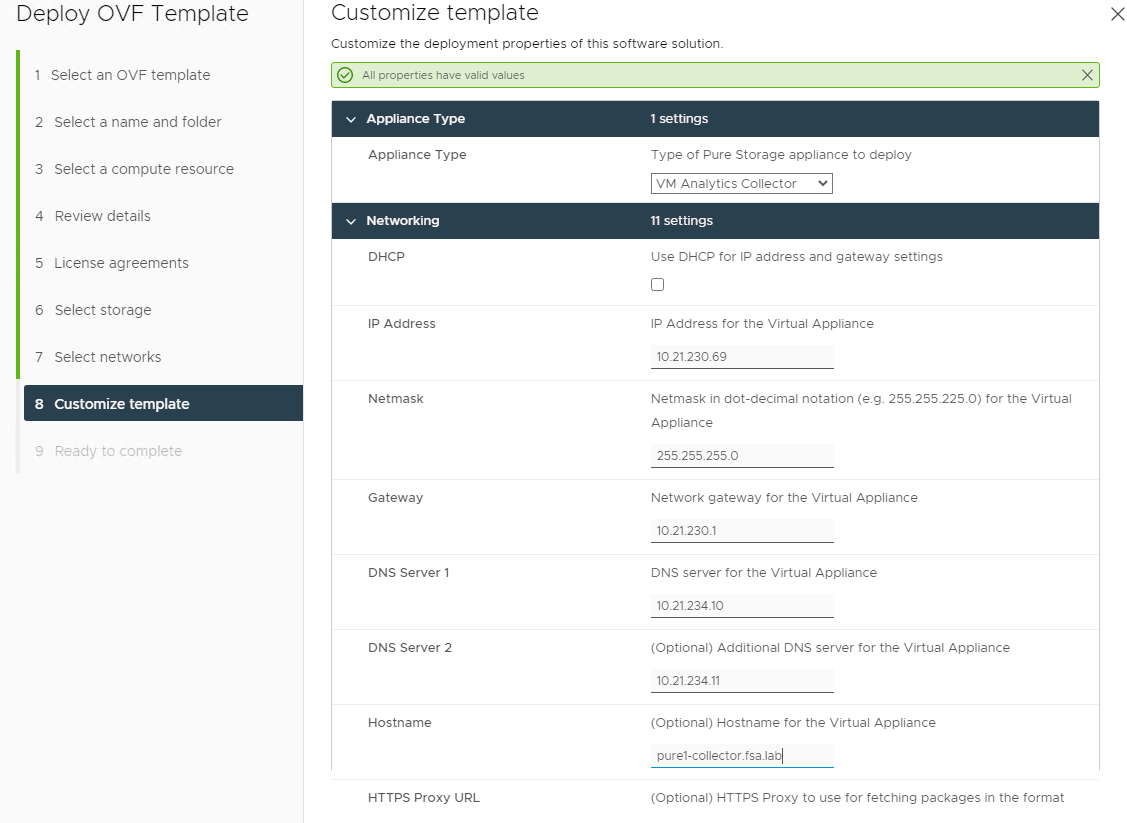 Deploy OVF Template
1 Select an OVF template
2 Select a name and folder
3 Select a compute resource
4 Review details
5 License agreements
6 Select storage
7 Select networks
8 Customize template
9 Ready to complete
Customize template
Customize the deployment properties of this software solution.
All properties have valid values
Appliance Type 1 settings
Appliance Type Type of Pure Storage appliance to deploy
VM Analytics Collector
Networking 11 settings
DHCP Use DHCP for IP address and gateway settings
IP Address IP Address for the Virtual Appliance
10.21.230.69
Netmask Netmask in dot-decimal notation (e.g. 255.255.225.0) for the Virtual
Appliance
255.255.255.0
Gateway Network gateway for the Virtual Appliance
10.21.230.1
DNS Server 1 DNS server for the Virtual Appliance
10.21.234.10
DNS Server 2 (Optional) Additional DNS server for the Virtual Appliance
10.21.234.11
Hostname (Optional) Hostname for the Virtual Appliance
pure1-collector.fsa.lab
HTTPS Proxy URL (Optional) HTTPS Proxy to use for fetching packages in the format